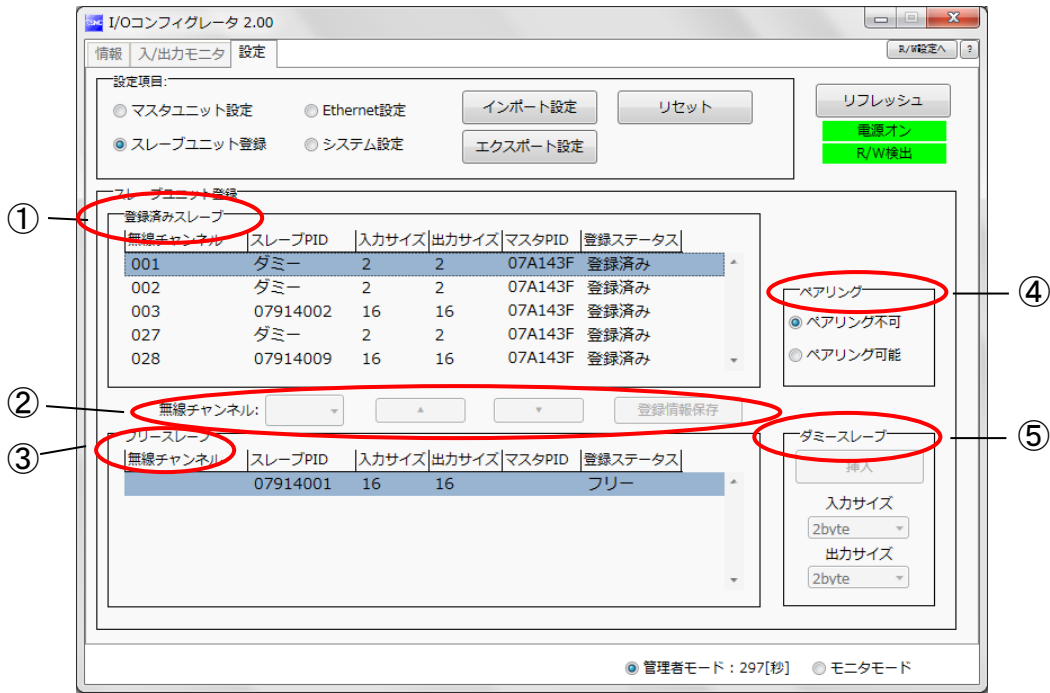 I/Oコンフィグレータ 2.00
情報 入/出力モニタ 設定 R/W設定へ ?
設定項目:
マスタユニット設定 Ethernet設定 インポート設定 リセット リフレッシュ
電源オン
スレーブユニット登録 システム設定 エクスポート設定 R/W検出
スレーブユニット登録
① 登録済みスレーブ
無線チャンネル スレーブPID 入力サイズ 出力サイズ マスタPID 登録ステータス
001 ダミー 2 2 07A143F 登録済み
002 ダミー 2 2 07A143F 登録済み
003 07914002 16 16 07A143F 登録済み
027 ダミー 2 2 07A143F 登録済み
028 07914009 16 16 07A143F 登録済み
ペアリング ④
ペアリング不可
ペアリング可能
② 無線チャンネル: ▲ ▼ 登録情報保存
③ フリースレーブ
無線チャンネル スレーブPID 入力サイズ 出力サイズ マスタPID 登録ステータス
07914001 16 16 フリー
ダミースレーブ ⑤
挿入
入力サイズ
2byte
出力サイズ
2byte
管理者モード：297[秒] モニタモード